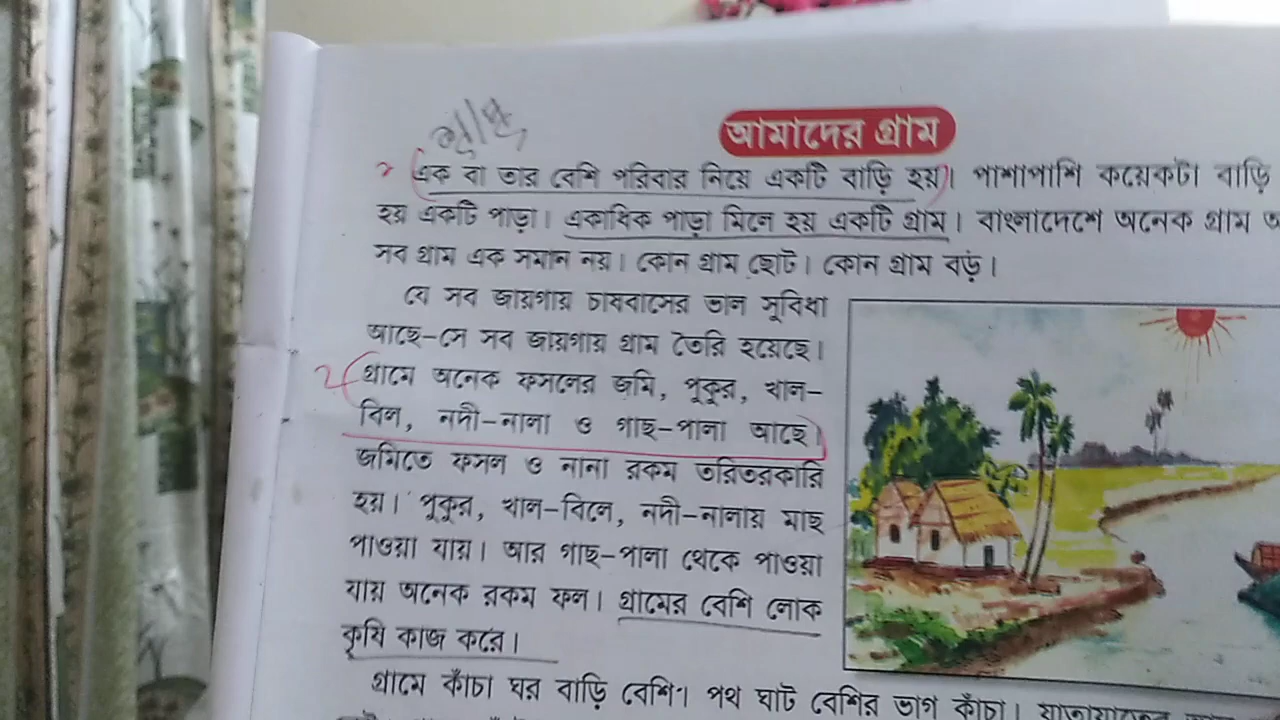 আমাদের গ্রাম
এক বা তার বেশি পরিবার নিয়ে একটি বাড়ি হয়। পাশাপাশি কয়েকটা বাড়ি
হয় একটি পাড়া। একাধিক পাড়া মিলে হয় একটি গ্রাম। বাংলাদেশে অনেক গ্রাম
সব গ্রাম এক সমান নয়। কোন গ্রাম ছোট। কোন গ্রাম বড়।
যে সব জায়গায় চাষবাসের ভাল সুবিধা
আছে-সে সব জায়গায় গ্রাম তৈরি হয়েছে।
২ গ্রামে অনেক ফসলের জমি, পুকুর, খাল-
বিল, নদী-নালা ও গাছ-পালা আছে।
জমিতে ফসল ও নানা রকম তরিতরকারি
হয়। পুকুর, খাল-বিলে, নদী-নালায় মাছ
পাওয়া যায়। আর গাছ-পালা থেকে পাওয়া
যায় অনেক রকম ফল। গ্রামের বেশি লোক
কৃষি কাজ করে।
গ্রামে কাঁচা ঘর বাড়ি বেশি। পথ ঘাট বেশির ভাগ কাঁচা। যাতায়াতের